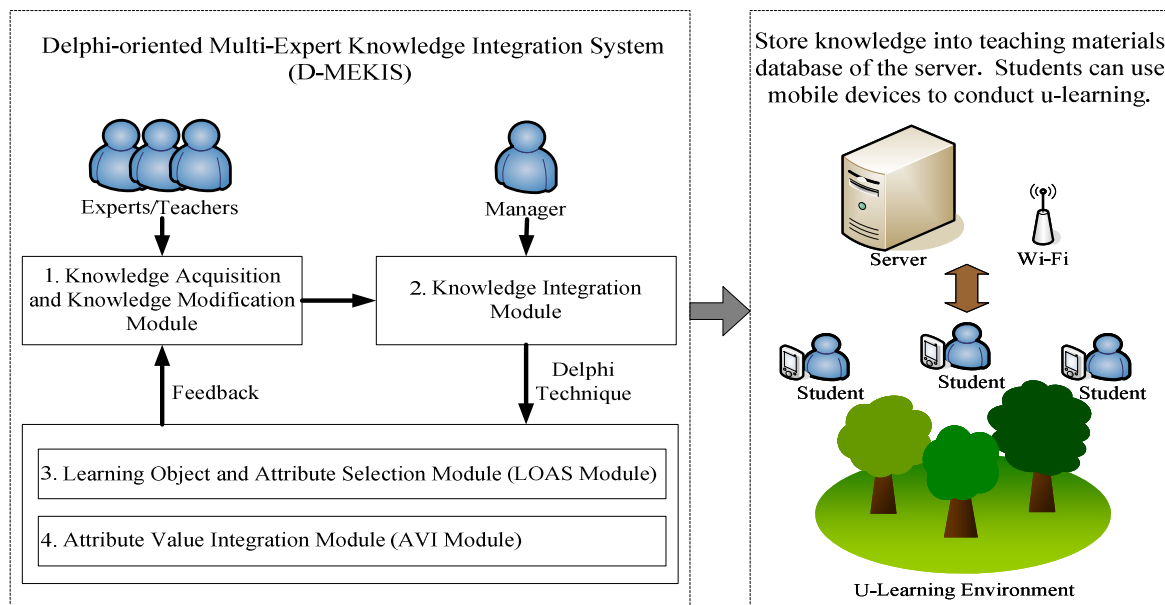 Delphi-oriented Multi-Expert Knowledge Integration System
(D-MEKIS)
Experts/Teachers
Manager
1. Knowledge Acquisition
and Knowledge Modification
Module
2. Knowledge Integration
Module
Feedback
Delphi
Technique
3. Learning Object and Attribute Selection Module (LOAS Module)
4. Attribute Value Integration Module (AVI Module)
Store knowledge into teaching materials
database of the server.  Students can use
mobile devices to conduct u-learning.
Server
Wi-Fi
Student
Student
Student
U-Learning Environment